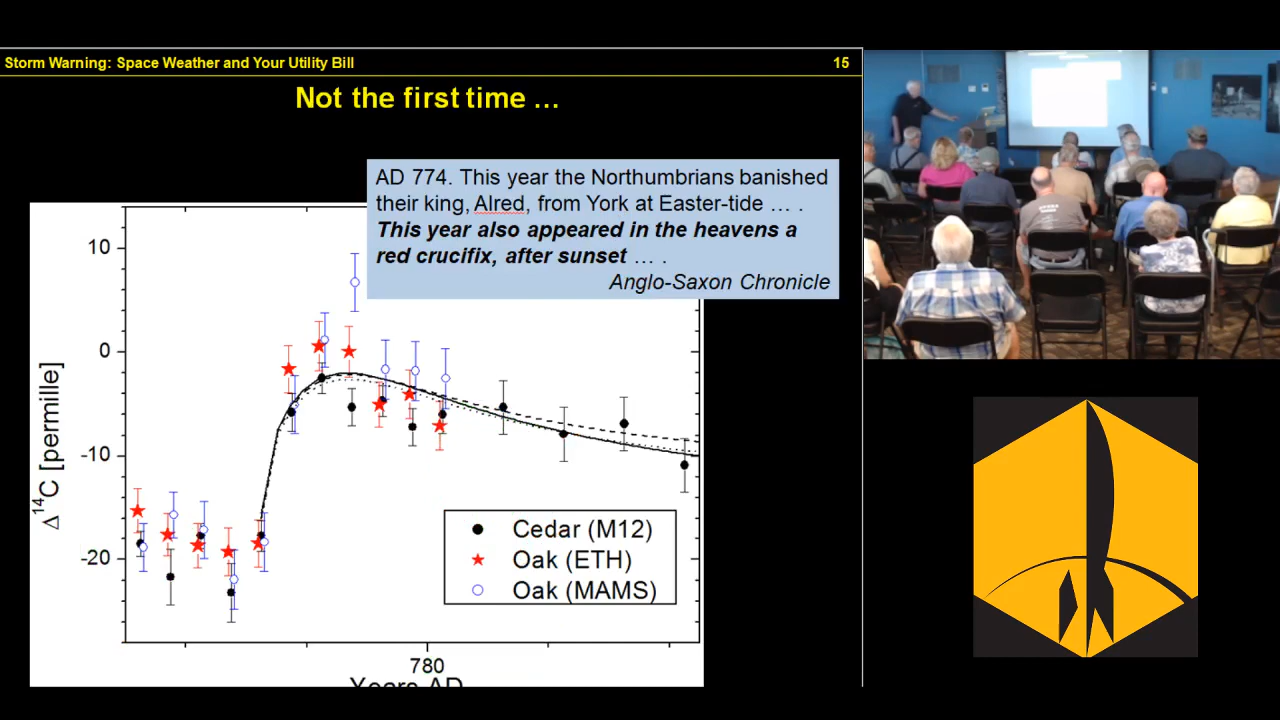 Storm Warning: Space Weather and Your Utility Bill
15
Not the first time …
AD 774. This year the Northumbrians banished
their king, Alred, from York at Easter-tide … .
This year also appeared in the heavens a
red crucifix, after sunset … .
Anglo-Saxon Chronicle
10
0
-10
-20
Δ14C [permille]
Cedar (M12)
Oak (ETH)
Oak (MAMS)
780
Years AD